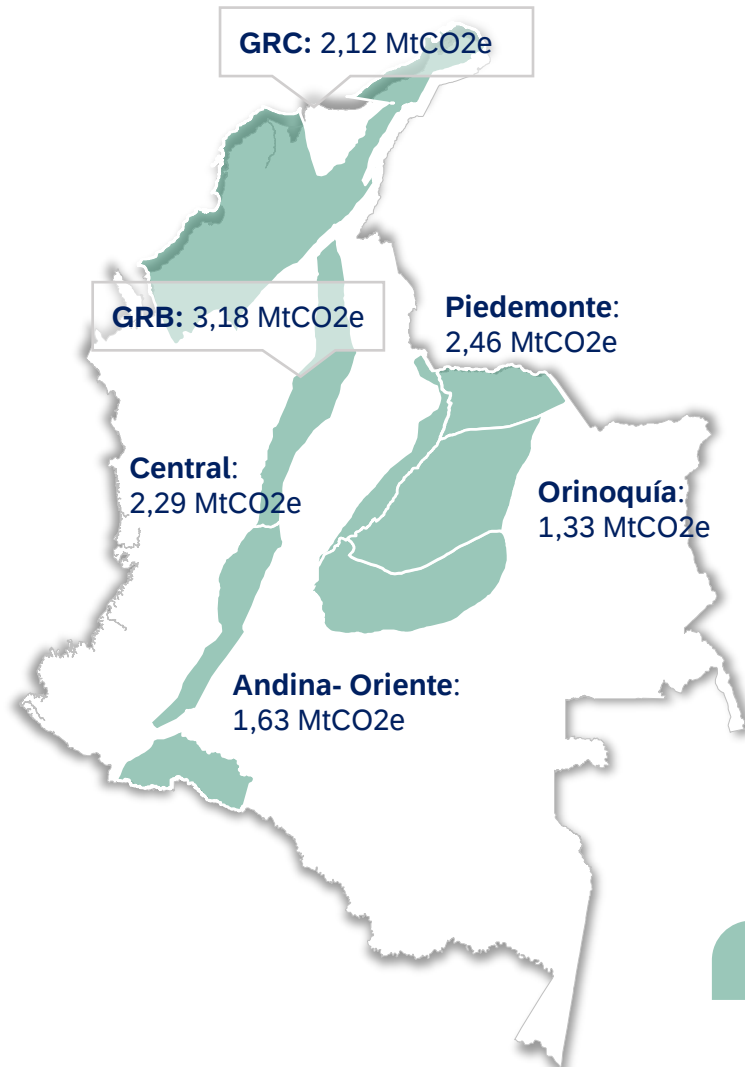 GRC: 2,12 MtCO2e
GRB: 3,18 MtCO2e
Piedemonte:
2,46 MtCO2e
Central:
2,29 MtCO2e
Orinoquía:
1,33 MtCO2e
Andina- Oriente:
1,63 MtCO2e